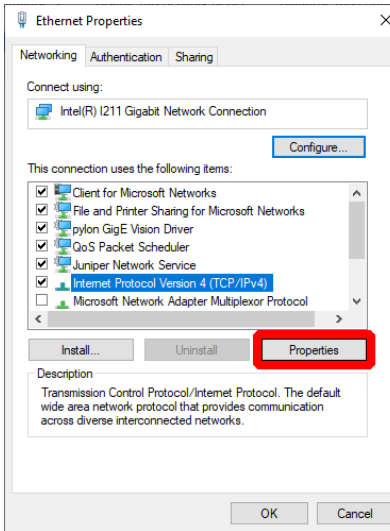 Ethernet Properties
Networking Authentication Sharing
Connect using:
Intel(R) I211 Gigabit Network Connection
Configure...
This connection uses the following items:
Client for Microsoft Networks
File and Printer Sharing for Microsoft Networks
pylon GigE Vision Driver
QoS Packet Scheduler
Juniper Network Service
Internet Protocol Version 4 (TCP/IPv4)
Microsoft Network Adapter Multiplexor Protocol
Install... Uninstall Properties
Description
Transmission Control Protocol/Internet Protocol. The default
wide area network protocol that provides communication
across diverse interconnected networks.
OK Cancel